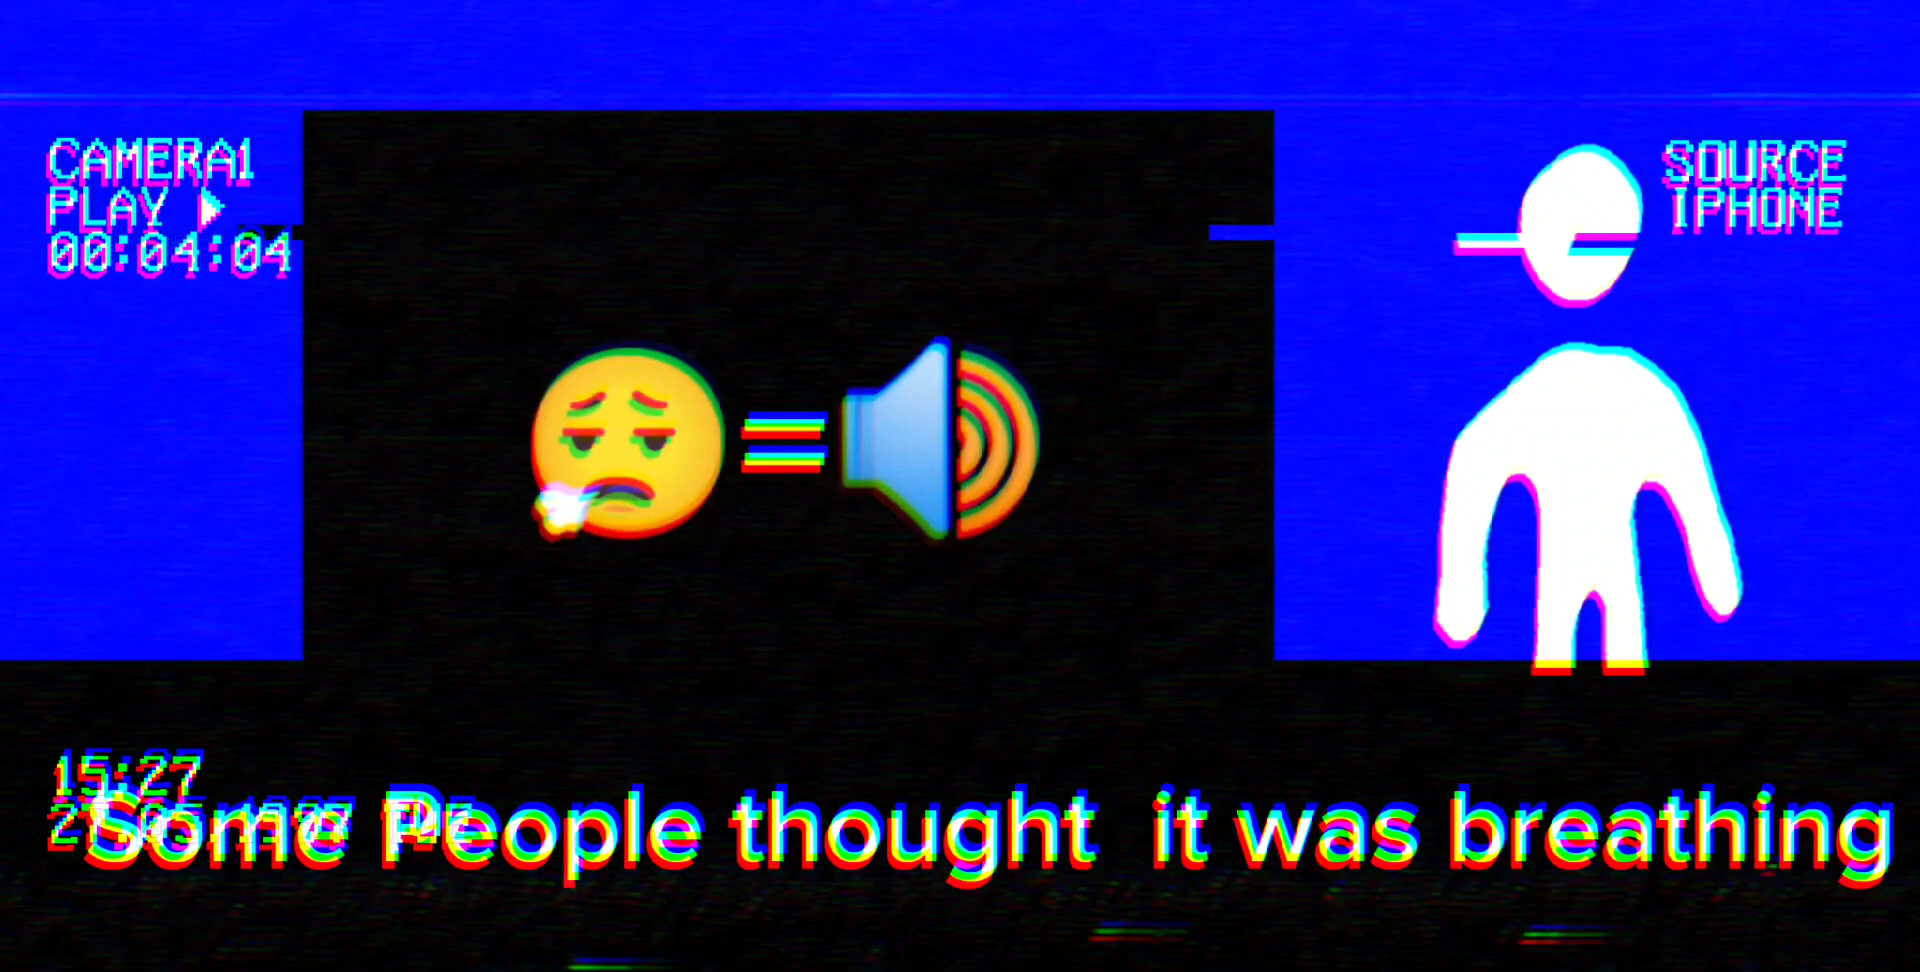 CAMERA1
PLAY
00:04:04
SOURCE
IPHONE
=
15:27
Some People thought it was breathing